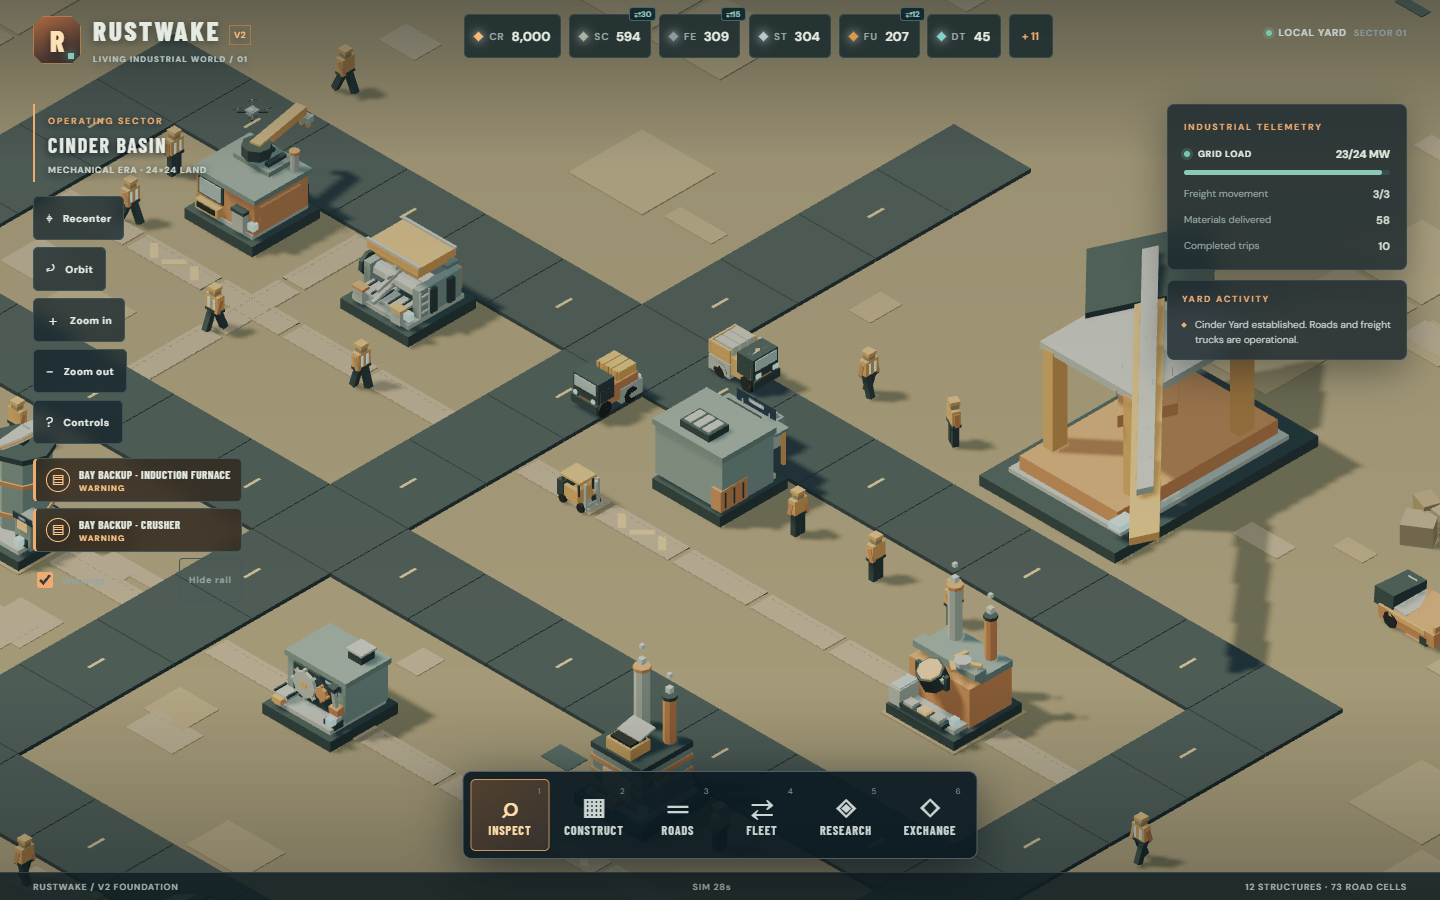 R
RUSTWAKE V2
LIVING INDUSTRIAL WORLD / 01
CR 8,000
⇄30
SC 594
⇄15
FE 309
ST 304
⇄12
FU 207
DT 45
+11
LOCAL YARD SECTOR 01
OPERATING SECTOR
CINDER BASIN
MECHANICAL ERA · 24×24 LAND
Recenter
Orbit
+ Zoom in
− Zoom out
? Controls
BAY BACKUP · INDUCTION FURNACE
WARNING
BAY BACKUP · CRUSHER
WARNING
Hide rail
INDUSTRIAL TELEMETRY
GRID LOAD 23/24 MW
Freight movement 3/3
Materials delivered 58
Completed trips 10
YARD ACTIVITY
Cinder Yard established. Roads and freight
trucks are operational.
1
INSPECT
2
CONSTRUCT
3
ROADS
4
FLEET
5
RESEARCH
6
EXCHANGE
RUSTWAKE / V2 FOUNDATION
SIM 28s
12 STRUCTURES · 73 ROAD CELLS